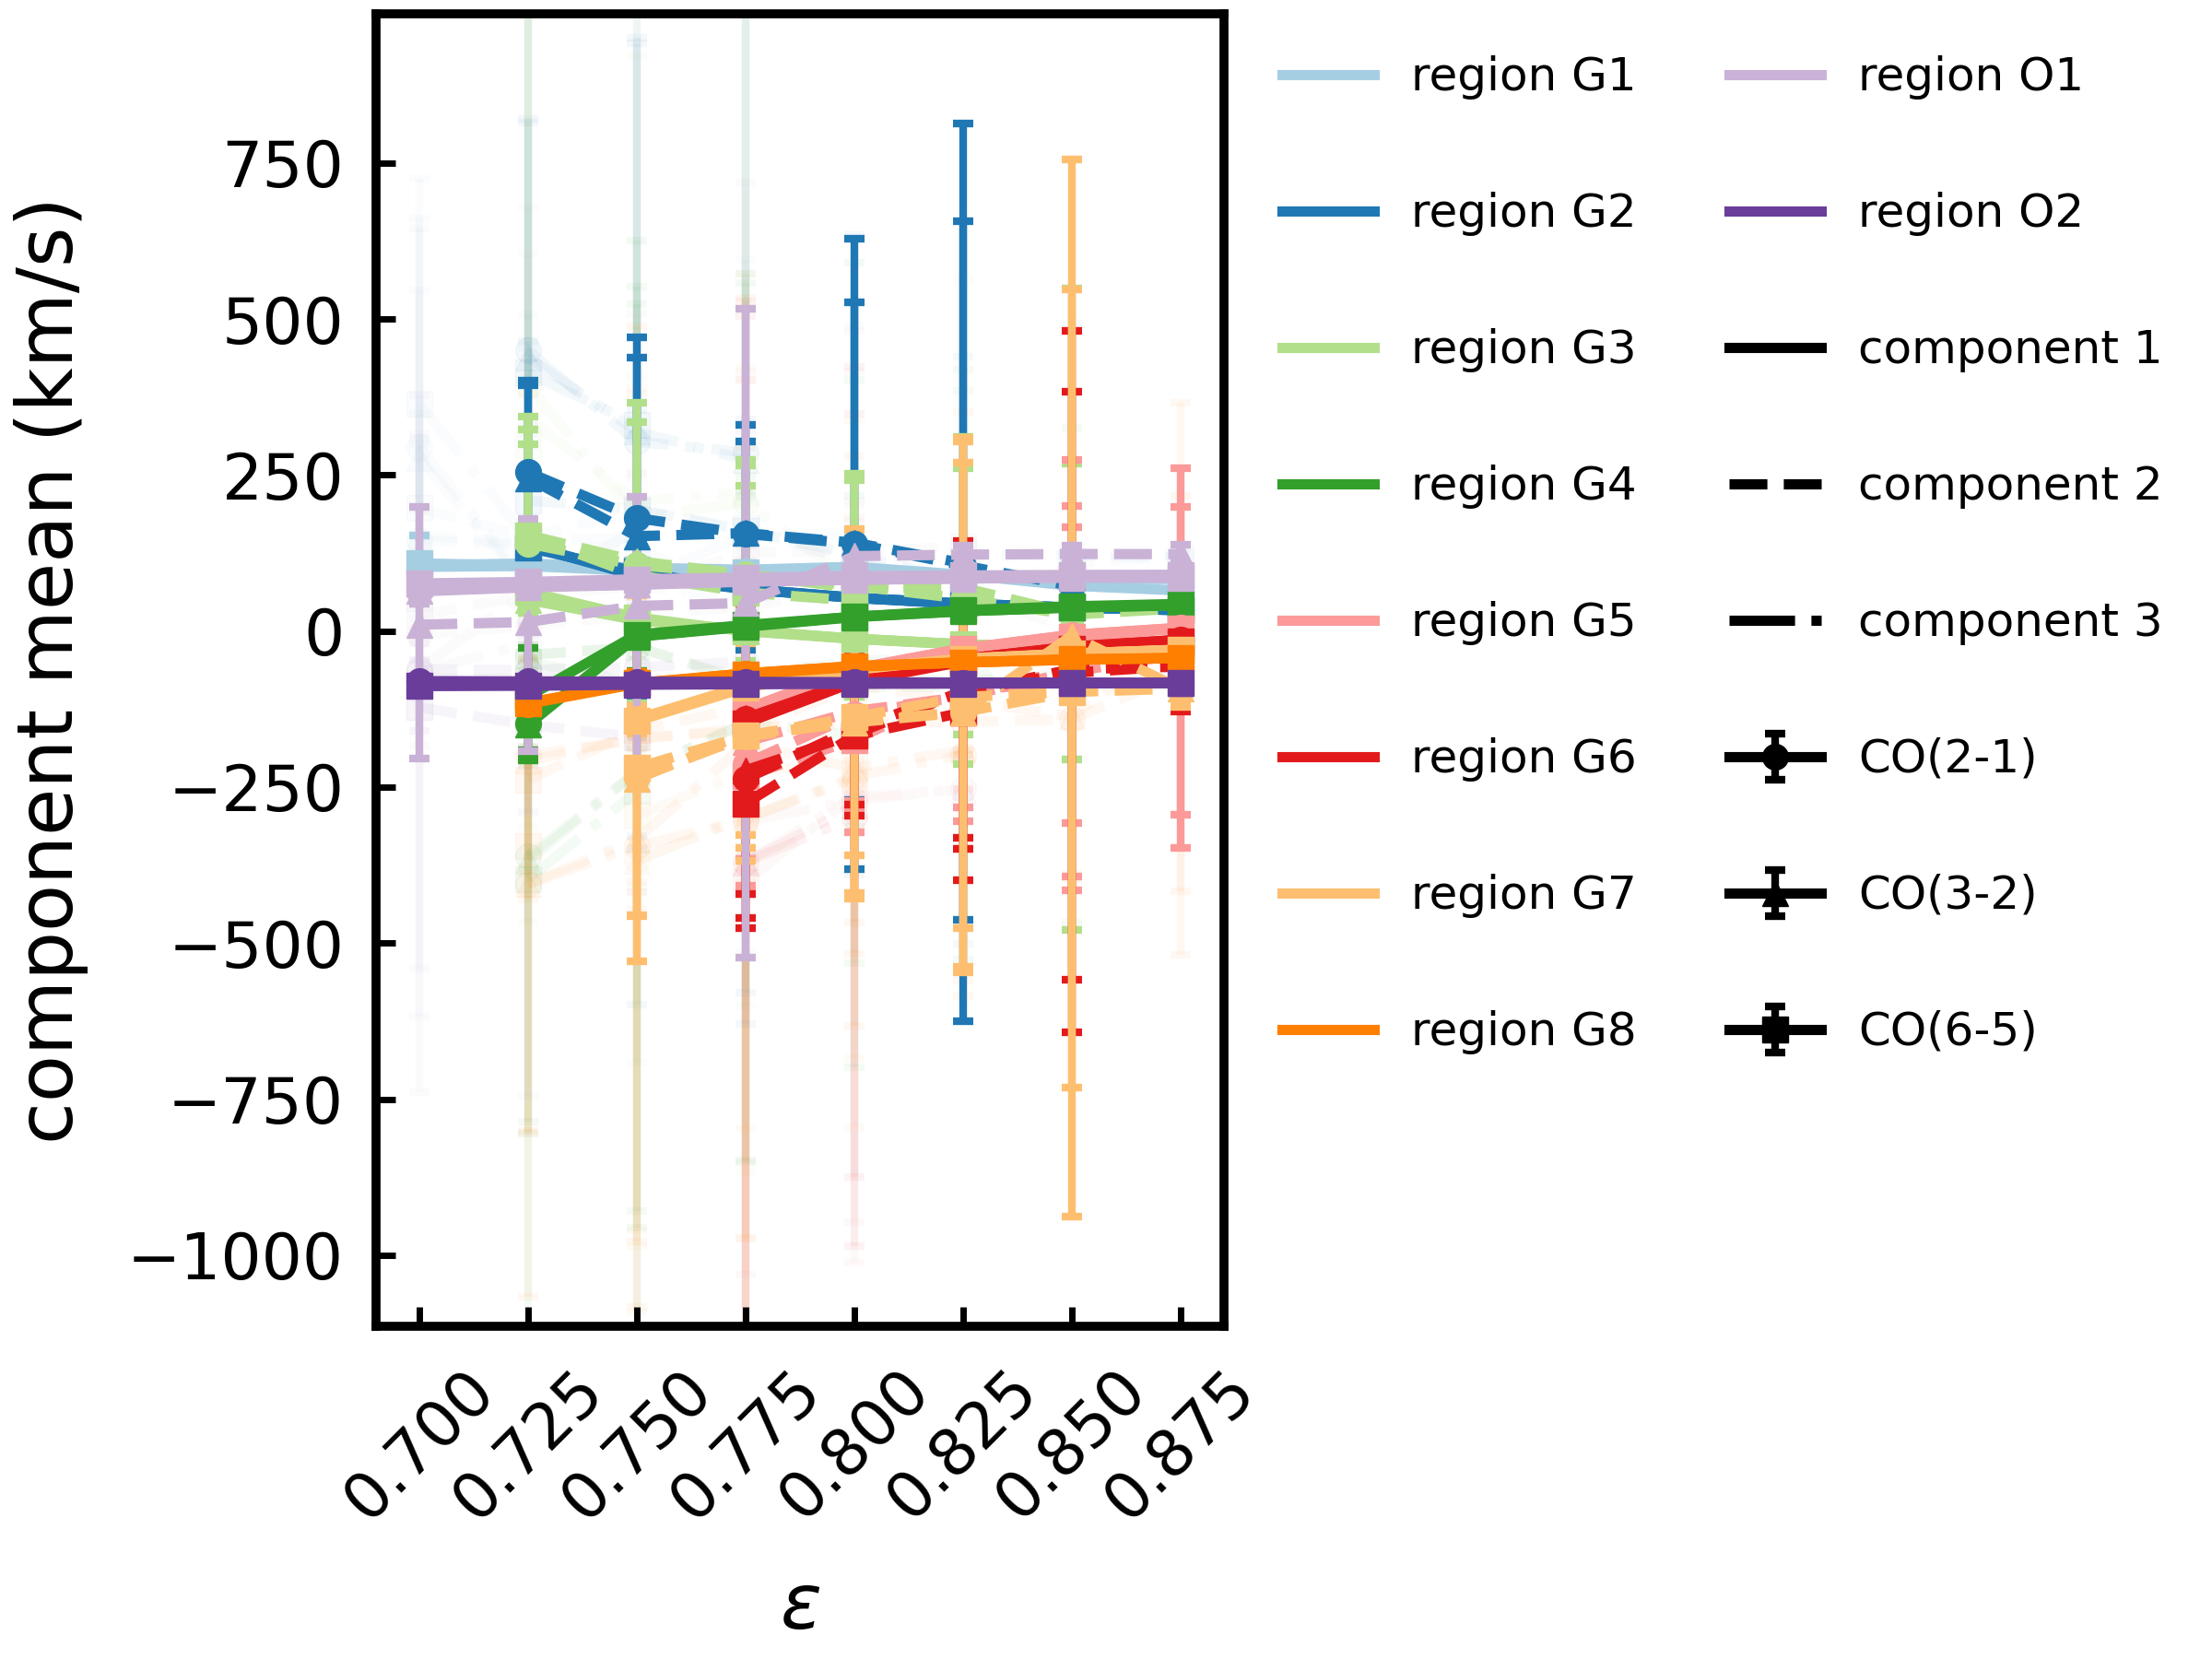 component mean (km/s)
750
500
250
0
−250
−500
−750
−1000
0.700
0.725
0.750
0.775
0.800
0.825
0.850
0.875
ε
region G1
region G2
region G3
region G4
region G5
region G6
region G7
region G8
region O1
region O2
component 1
component 2
component 3
CO(2-1)
CO(3-2)
CO(6-5)